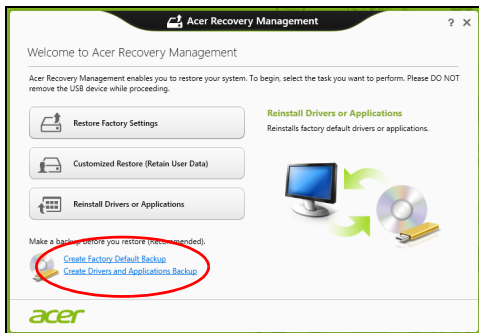 Acer Recovery Management
? ×
Welcome to Acer Recovery Management
Acer Recovery Management enables you to restore your system. To begin, select the task you want to perform. Please DO NOT
remove the USB device while proceeding.
Restore Factory Settings
Customized Restore (Retain User Data)
Reinstall Drivers or Applications
Reinstall Drivers or Applications
Reinstalls factory default drivers or applications.
Make a backup before you restore (Recommended).
Create Factory Default Backup
Create Drivers and Applications Backup
acer